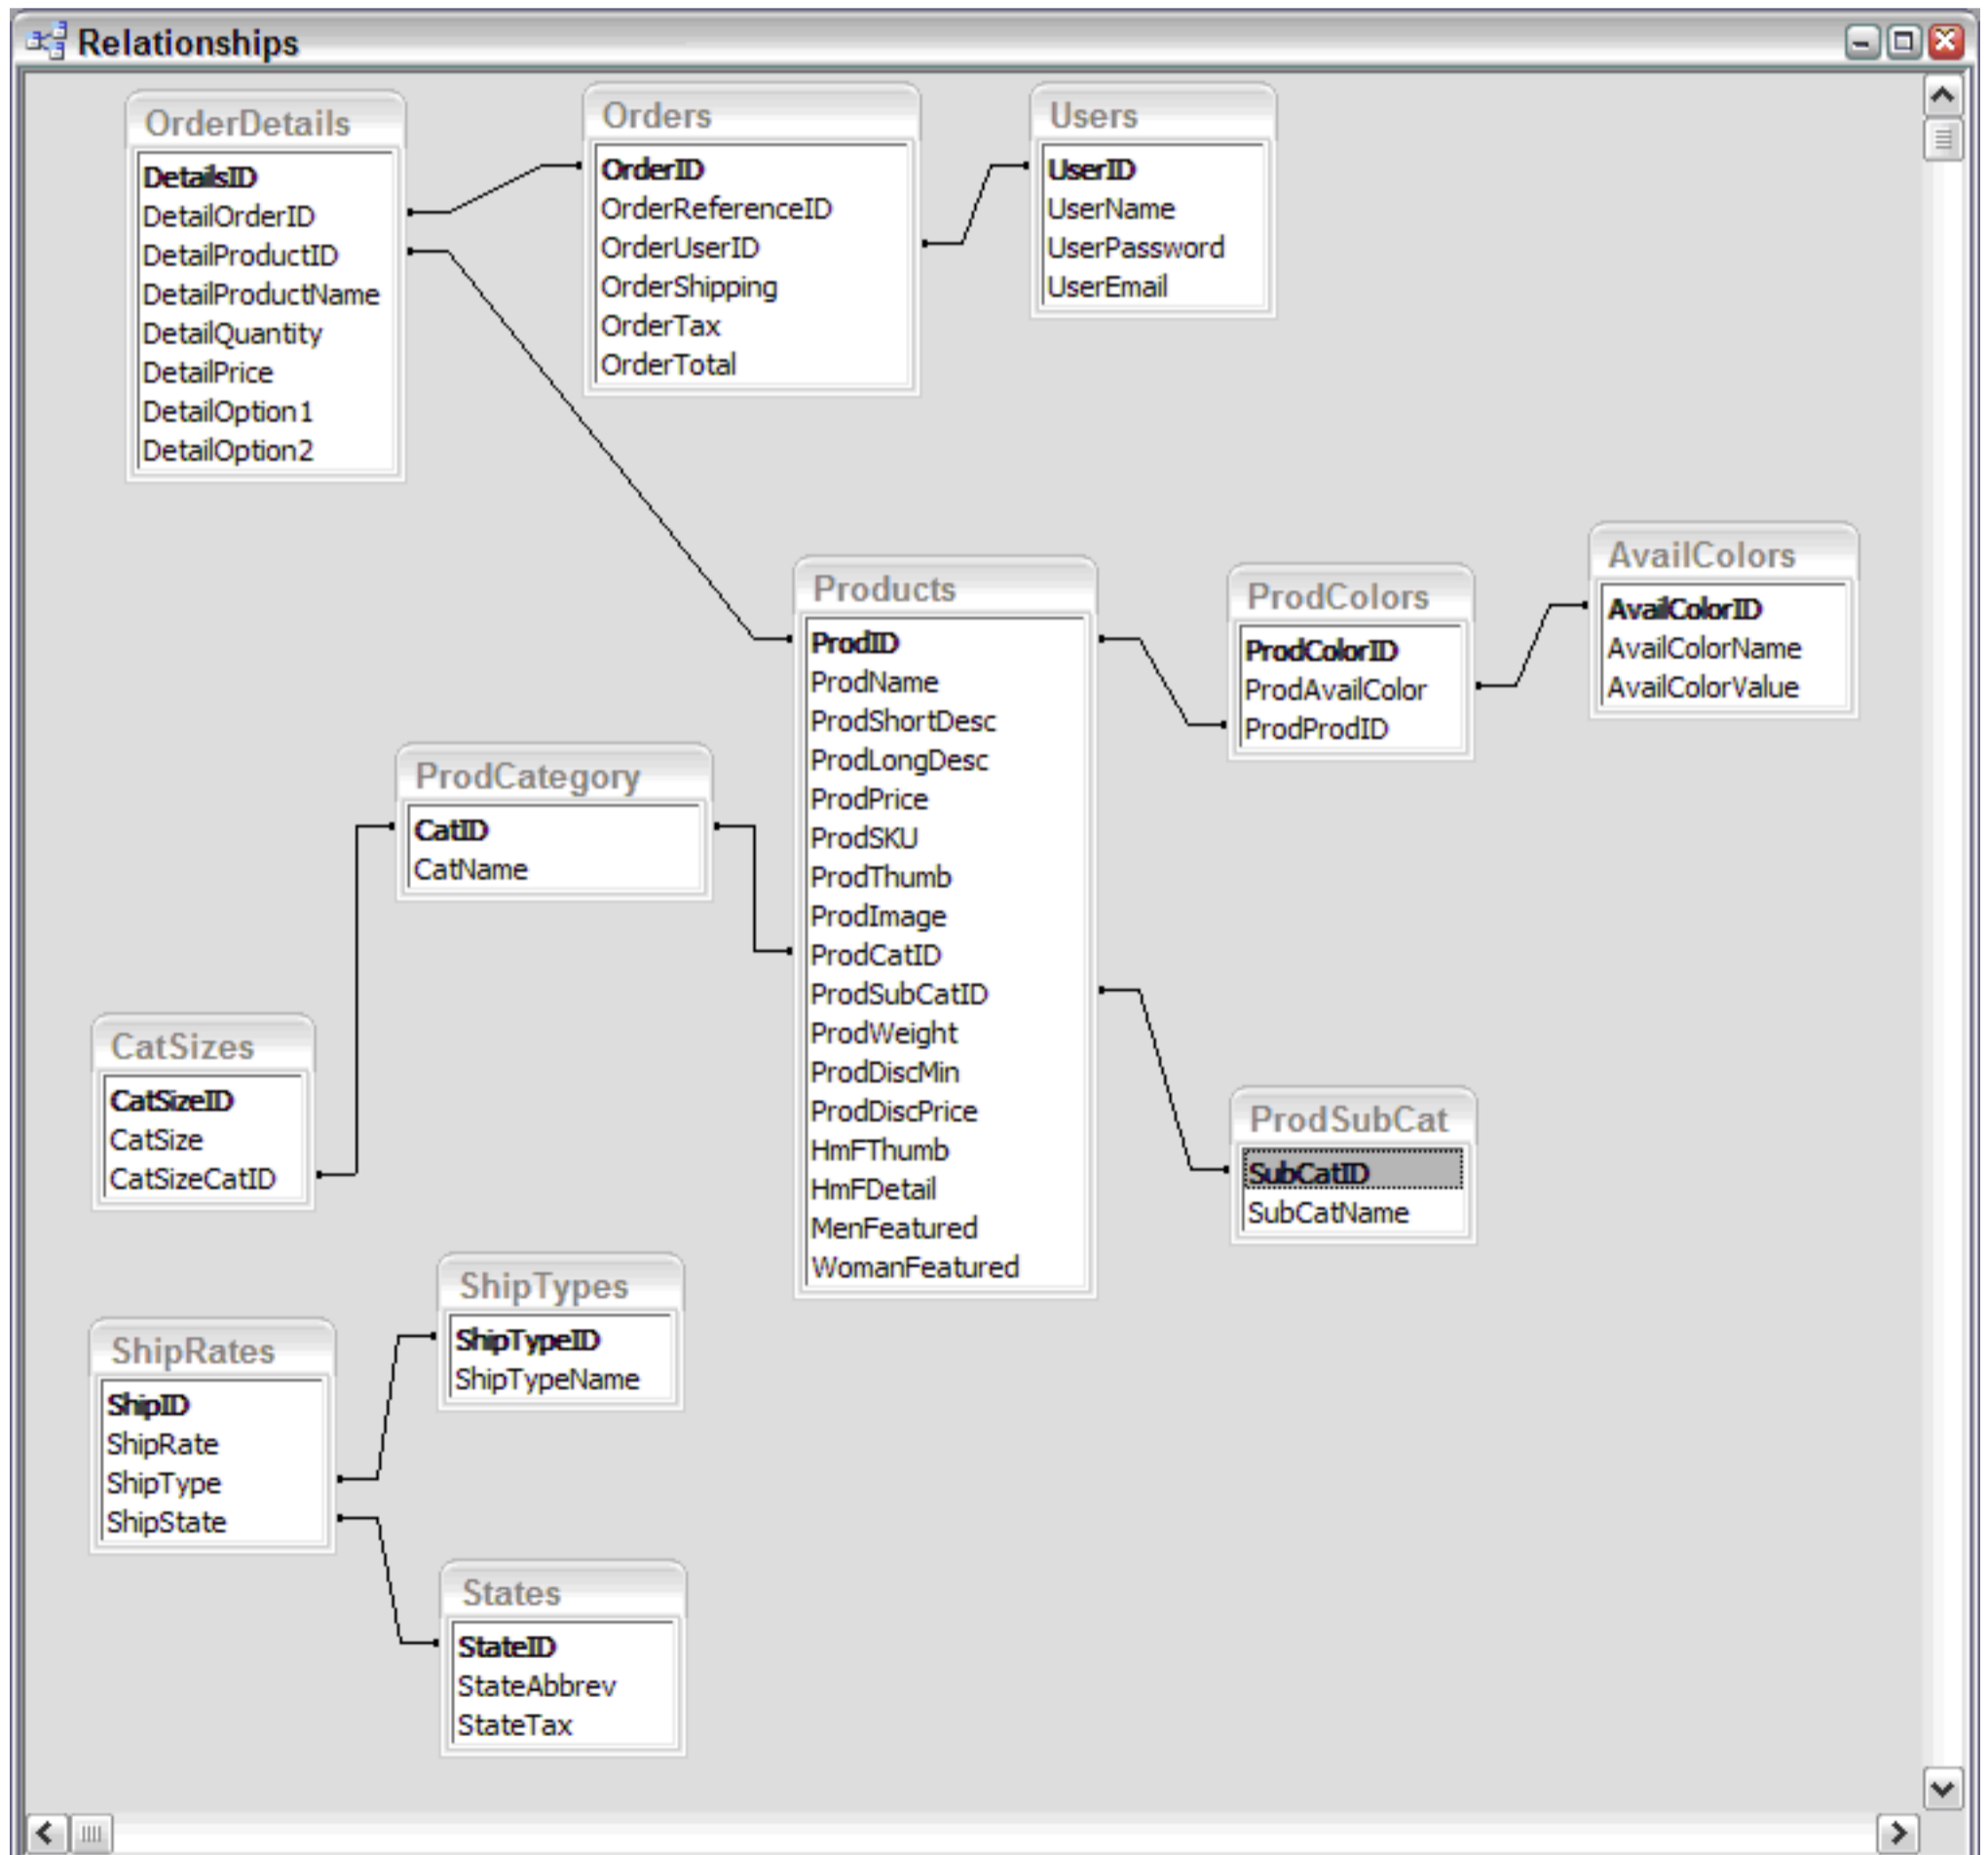 Relationships
OrderDetails
DetailsID
DetailOrderID
DetailProductID
DetailProductName
DetailQuantity
DetailPrice
DetailOption1
DetailOption2
Orders
OrderID
OrderReferenceID
OrderUserID
OrderShipping
OrderTax
OrderTotal
Users
UserID
UserName
UserPassword
UserEmail
Products
ProdID
ProdName
ProdShortDesc
ProdLongDesc
ProdPrice
ProdSKU
ProdThumb
ProdImage
ProdCatID
ProdSubCatID
ProdWeight
ProdDiscMin
ProdDiscPrice
HmFThumb
HmFDetail
MenFeatured
WomanFeatured
ProdColors
ProdColorID
ProdAvailColor
ProdProdID
AvailColors
AvailColorID
AvailColorName
AvailColorValue
ProdCategory
CatID
CatName
CatSizes
CatSizeID
CatSize
CatSizeCatID
ProdSubCat
SubCatID
SubCatName
ShipTypes
ShipTypeID
ShipTypeName
ShipRates
ShipID
ShipRate
ShipType
ShipState
States
StateID
StateAbbrev
StateTax